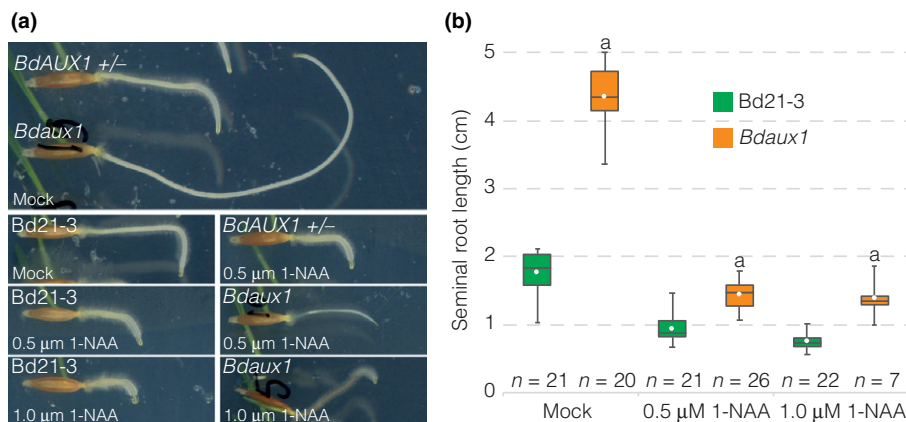 (a)
BdAUX1 +/–
Bdaux1
Mock
Bd21-3
Mock
BdAUX1 +/–
0.5 μm 1-NAA
Bd21-3
0.5 μm 1-NAA
Bdaux1
0.5 μm 1-NAA
Bd21-3
1.0 μm 1-NAA
Bdaux1
1.0 μm 1-NAA
(b)
Seminal root length (cm)
5
4
3
2
1
0
a
a
a
Bd21-3
Bdaux1
n = 21 n = 20 n = 21 n = 26 n = 22 n = 7
Mock 0.5 μM 1-NAA 1.0 μM 1-NAA